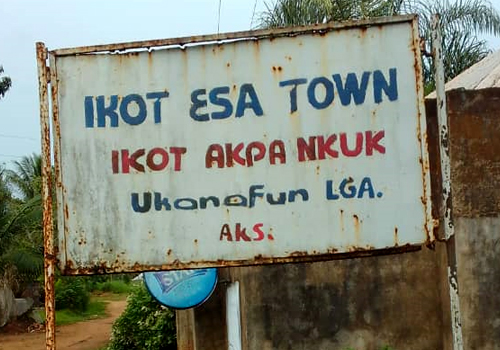 IKOT ESA TOWN
IKOT AKPA NKUK
Ukanafun LGA.
AKS.